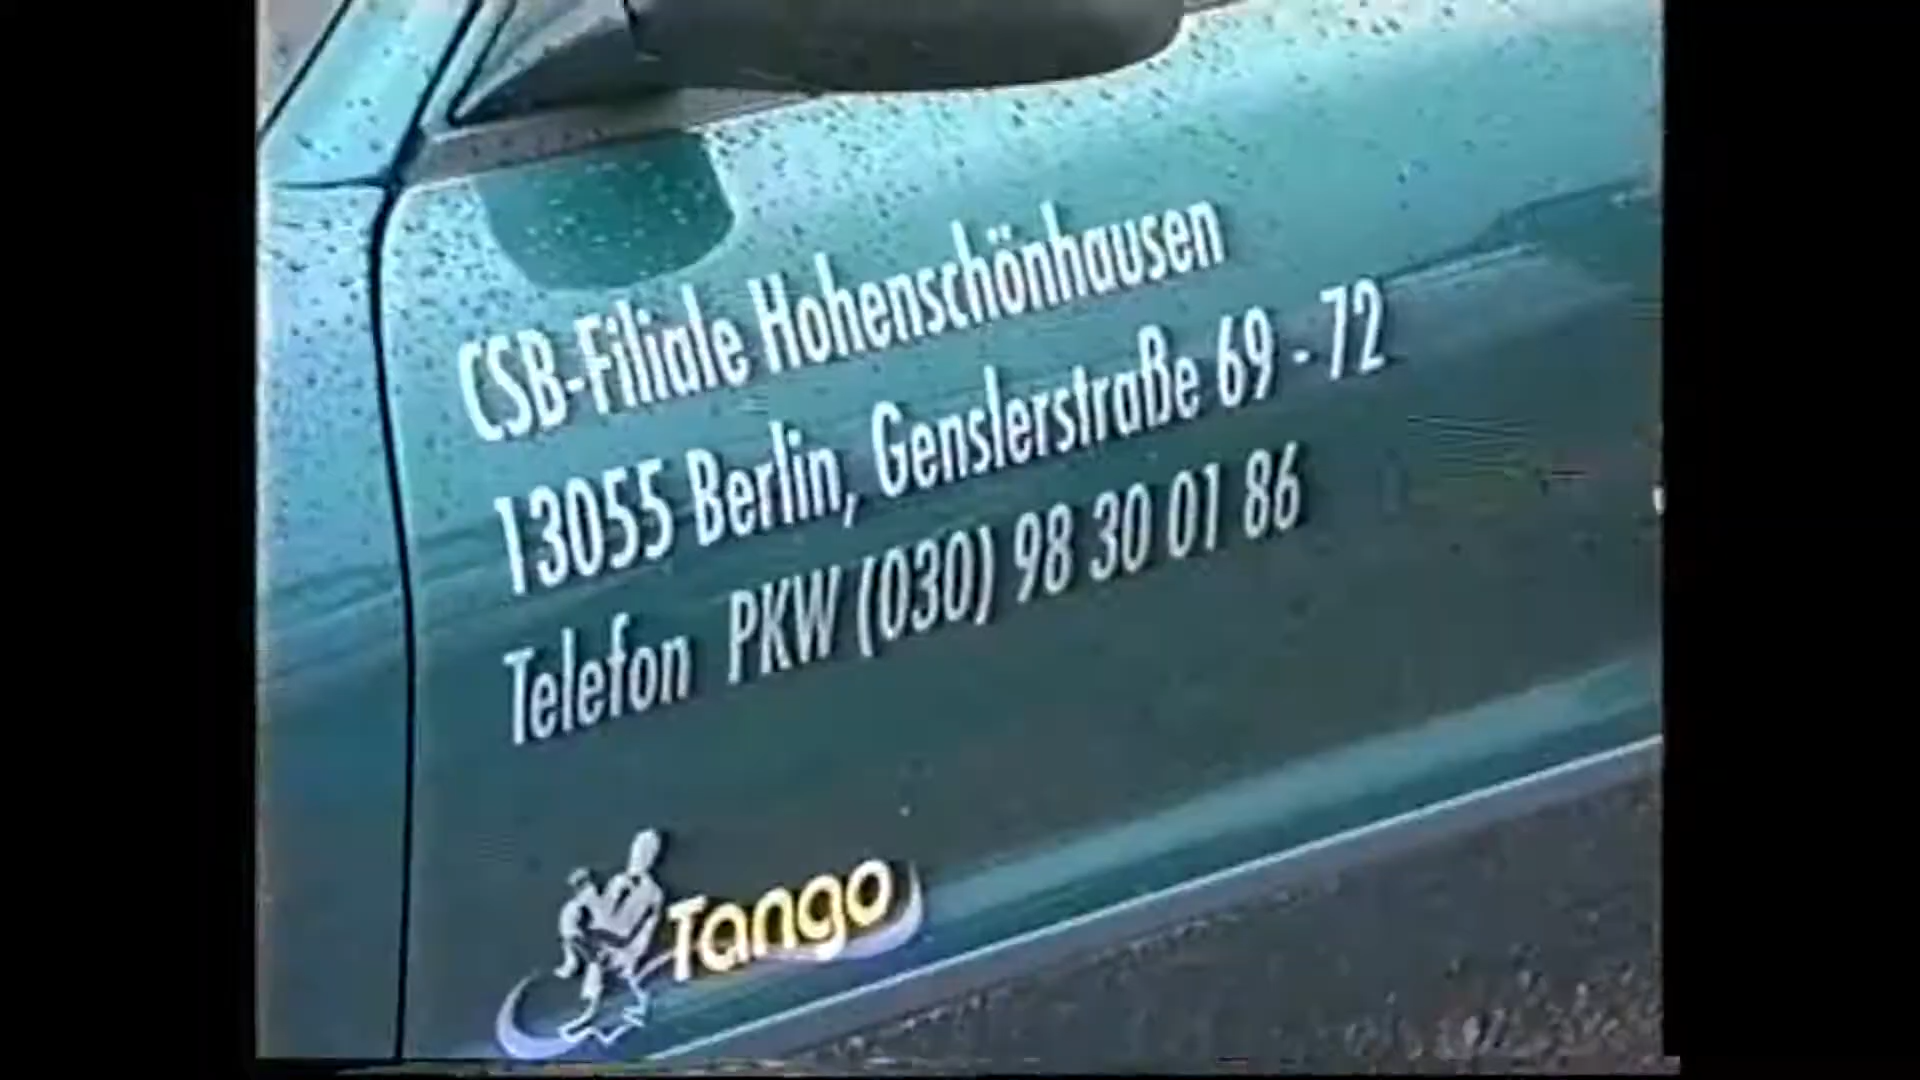 CSB-Filiale Hohenschönhausen
13055 Berlin, Genslerstraße 69 - 72
Telefon PKW (030) 98 30 01 86
Tango